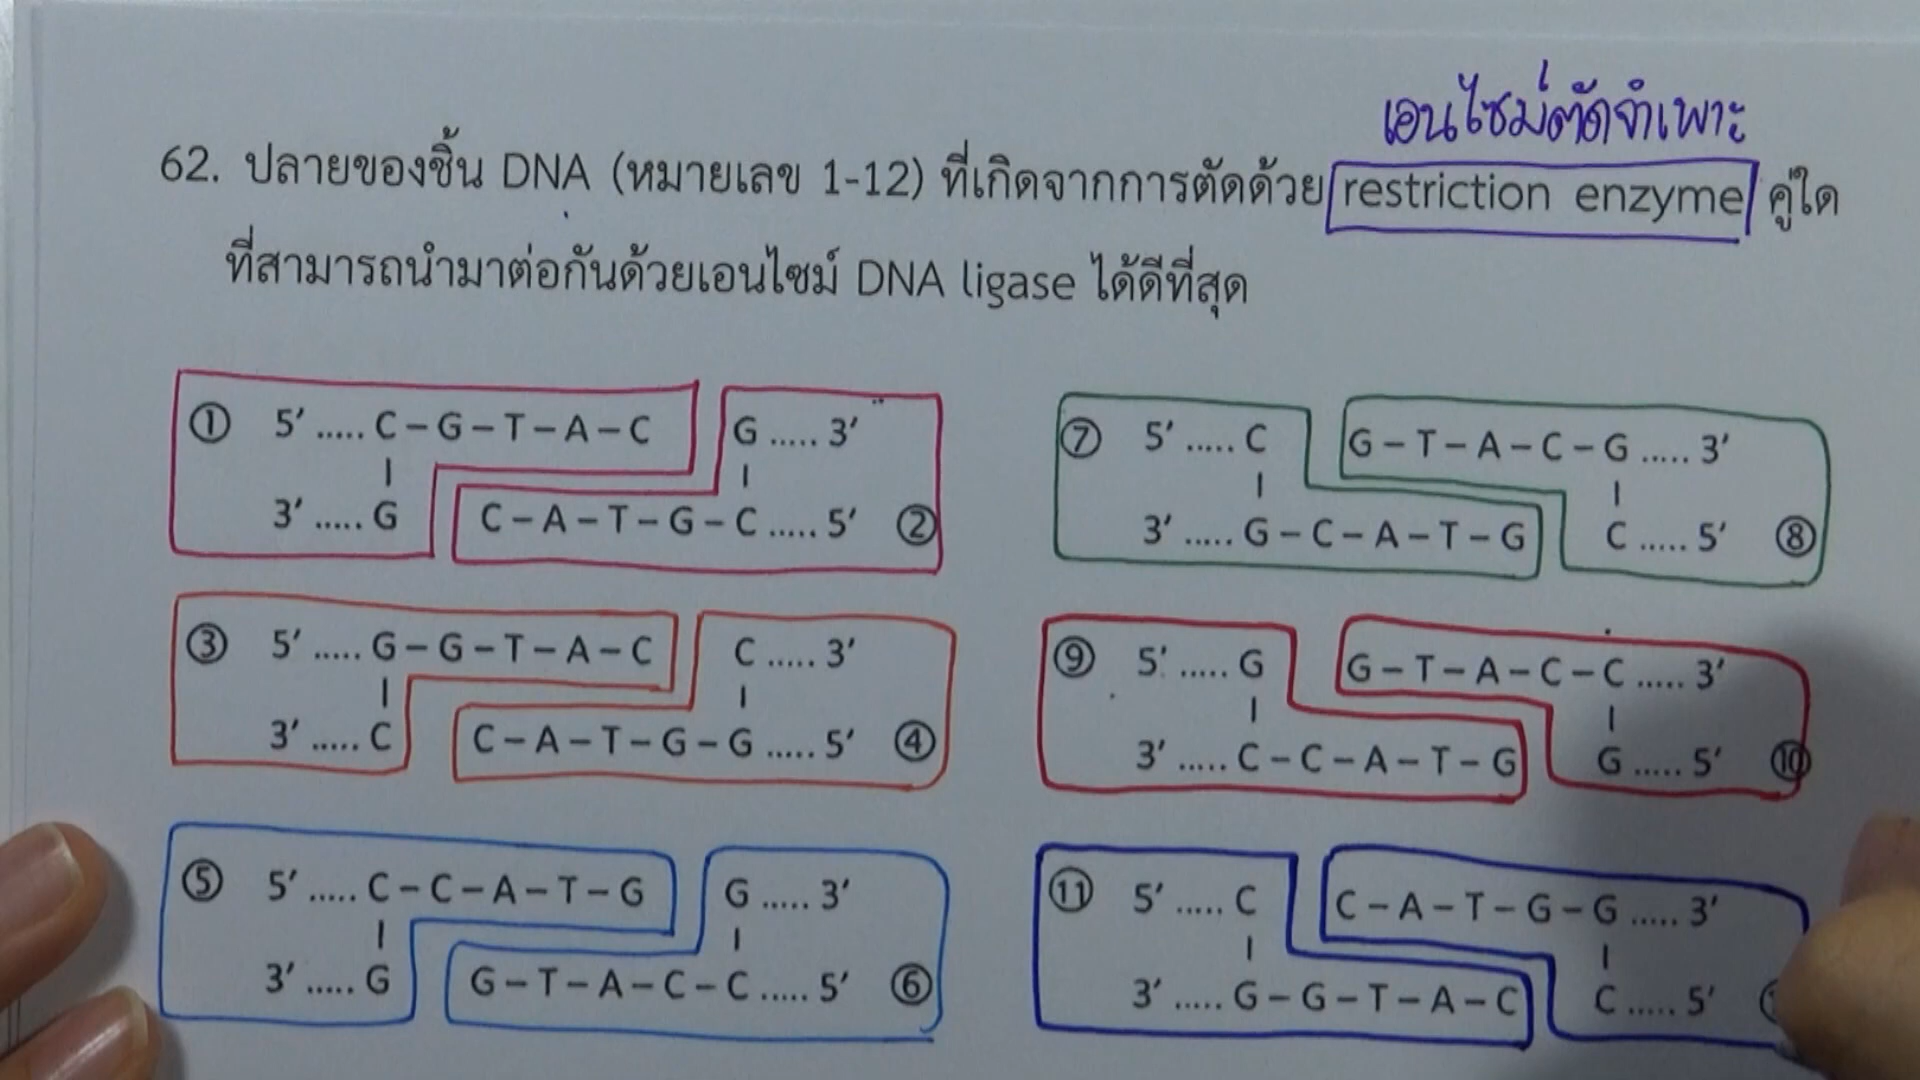 เอนไซม์ตัดจำเพาะ
62. ปลายของชิ้น DNA (หมายเลข 1-12) ที่เกิดจากการตัดด้วย restriction enzyme คู่ใด
ที่สามารถนำมาต่อกันด้วยเอนไซม์ DNA ligase ได้ดีที่สุด
① 5′ ..... C – G – T – A – C G ..... 3′
3′ ..... G C – A – T – G – C ..... 5′ ②
③ 5′ ..... G – G – T – A – C C ..... 3′
3′ ..... C C – A – T – G – G ..... 5′ ④
⑤ 5′ ..... C – C – A – T – G G ..... 3′
3′ ..... G G – T – A – C – C ..... 5′ ⑥
⑦ 5′ ..... C G – T – A – C – G ..... 3′
3′ ..... G – C – A – T – G C ..... 5′ ⑧
⑨ 5′ ..... G G – T – A – C – C ..... 3′
3′ ..... C – C – A – T – G G ..... 5′ ⑩
⑪ 5′ ..... C C – A – T – G – G ..... 3′
3′ ..... G – G – T – A – C C ..... 5′